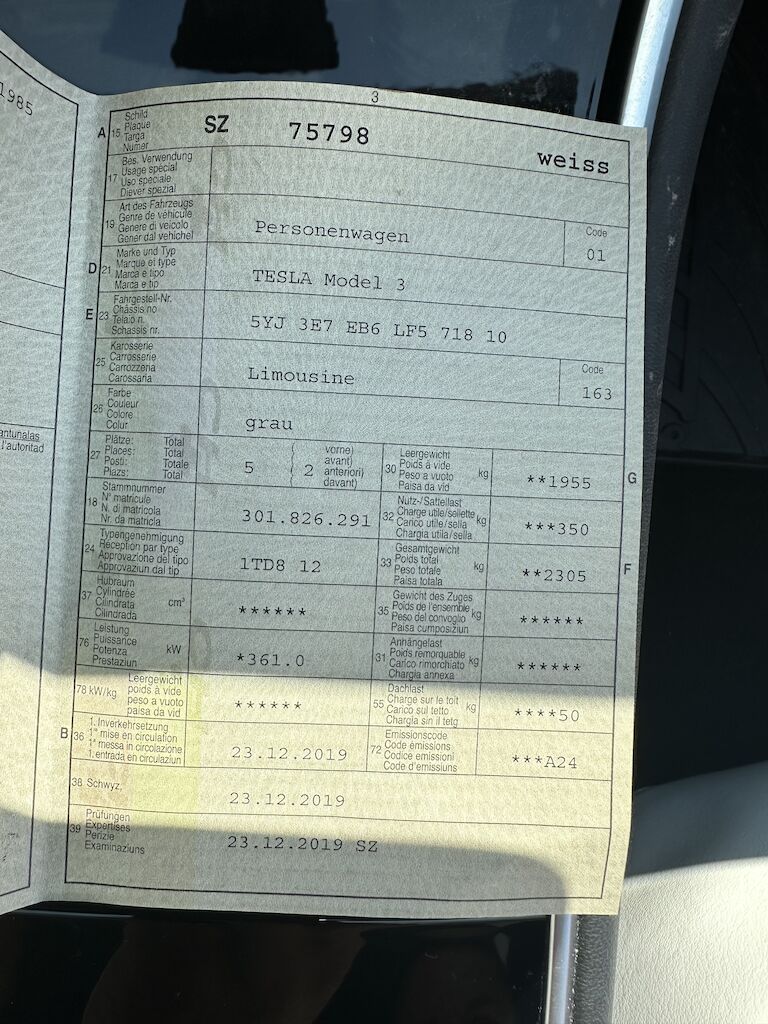 1985
antunalas
l'autoritad
3
A 15 Schild
Plaque
Targa
Numer
SZ 75798 weiss
17 Bes. Verwendung
Usage spécial
Uso speciale
Diever spezial
19 Art des Fahrzeugs
Genre de véhicule
Genere di veicolo
Gener dal vehichel
Personenwagen
Code
01
D 21 Marke und Typ
Marque et type
Marca e tipo
Marca e tip
TESLA Model 3
E 23 Fahrgestell-Nr.
Châssis no
Telaio n.
Schassis nr.
5YJ 3E7 EB6 LF5 718 10
25 Karosserie
Carrosserie
Carrozzeria
Carossaria
Limousine
Code
163
26 Farbe
Couleur
Colore
Colur
grau
27 Plätze: Total
Places: Total
Posti: Totale
Plazs: Total
5 ( 2 vorne)
avant)
anteriori)
davant)
30 Leergewicht
Poids à vide
Peso a vuoto
Paisa da vid
kg
**1955
G
18 Stammnummer
N° matricule
N. di matricola
Nr. da matricla
301.826.291
32 Nutz-/Sattellast
Charge utile/sellette
Carico utile/sella
Chargia utila/sella
kg
***350
24 Typengenehmigung
Réception par type
Approvazione del tipo
Approvaziun dal tip
1TD8 12
33 Gesamtgewicht
Poids total
Peso totale
Paisa totala
kg
**2305
F
37 Hubraum
Cylindrée
Cilindrata
Cilindrada
cm³
******
35 Gewicht des Zuges
Poids de l'ensemble
Peso del convoglio
Paisa cumposiziun
kg
******
76 Leistung
Puissance
Potenza
Prestaziun
kW
*361.0
31 Anhängelast
Poids remorquable
Carico rimorchiato
Chargia annexa
kg
******
78 kW/kg Leergewicht
poids à vide
peso a vuoto
paisa da vid
******
55 Dachlast
Charge sur le toit
Carico sul tetto
Chargia sin il tetg
kg
****50
B 36 1. Inverkehrsetzung
1re mise en circulation
1a messa in circolazione
1. entrada en circulaziun
23.12.2019
72 Emissionscode
Code émissions
Codice emissioni
Code d'emissiuns
***A24
38 Schwyz,
23.12.2019
39 Prüfungen
Expertises
Perizie
Examinaziuns
23.12.2019 SZ